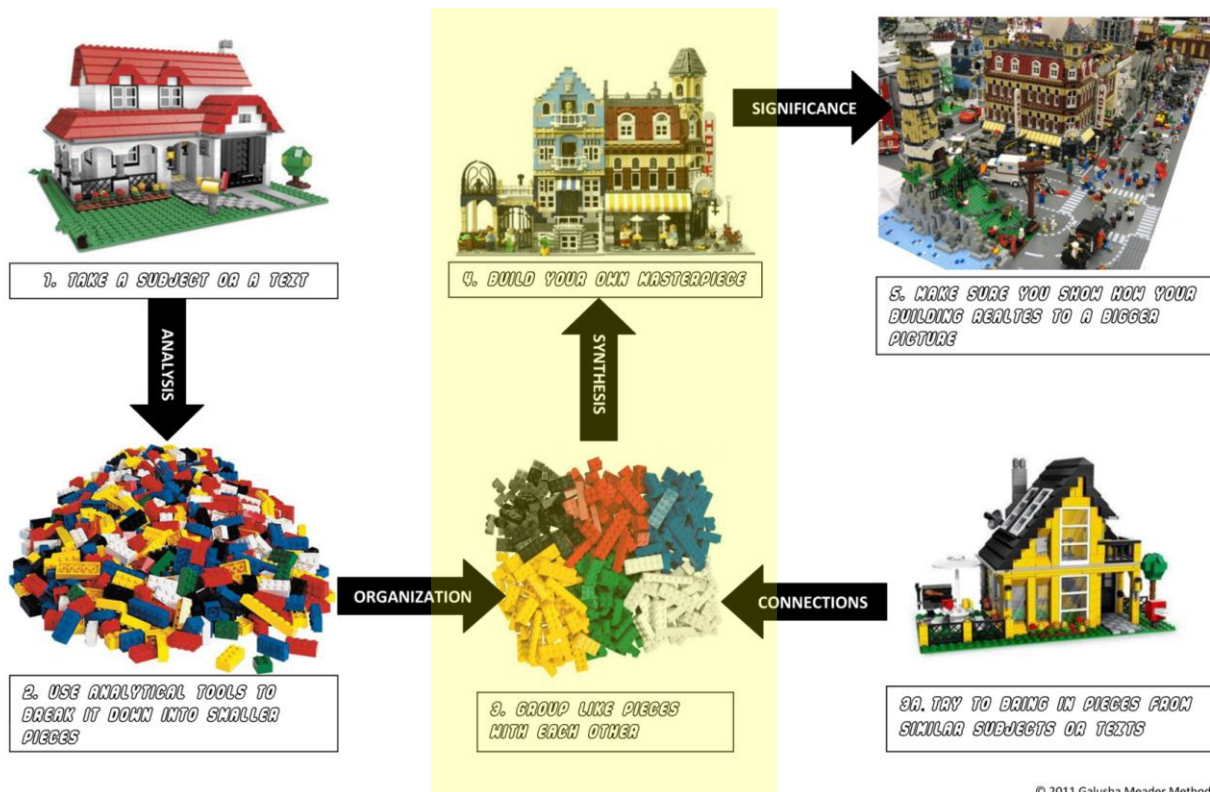 1. TAKE A SUBJECT OR A TEXT
ANALYSIS
2. USE ANALYTICAL TOOLS TO
BREAK IT DOWN INTO SMALLER
PIECES
ORGANIZATION
3. GROUP LIKE PIECES
WITH EACH OTHER
CONNECTIONS
3A. TRY TO BRING IN PIECES FROM
SIMILAR SUBJECTS OR TEXTS
SYNTHESIS
4. BUILD YOUR OWN MASTERPIECE
HOTE
SIGNIFICANCE
5. MAKE SURE YOU SHOW HOW YOUR
BUILDING REALTES TO A BIGGER
PICTURE
© 2011 Galusha Meader Method